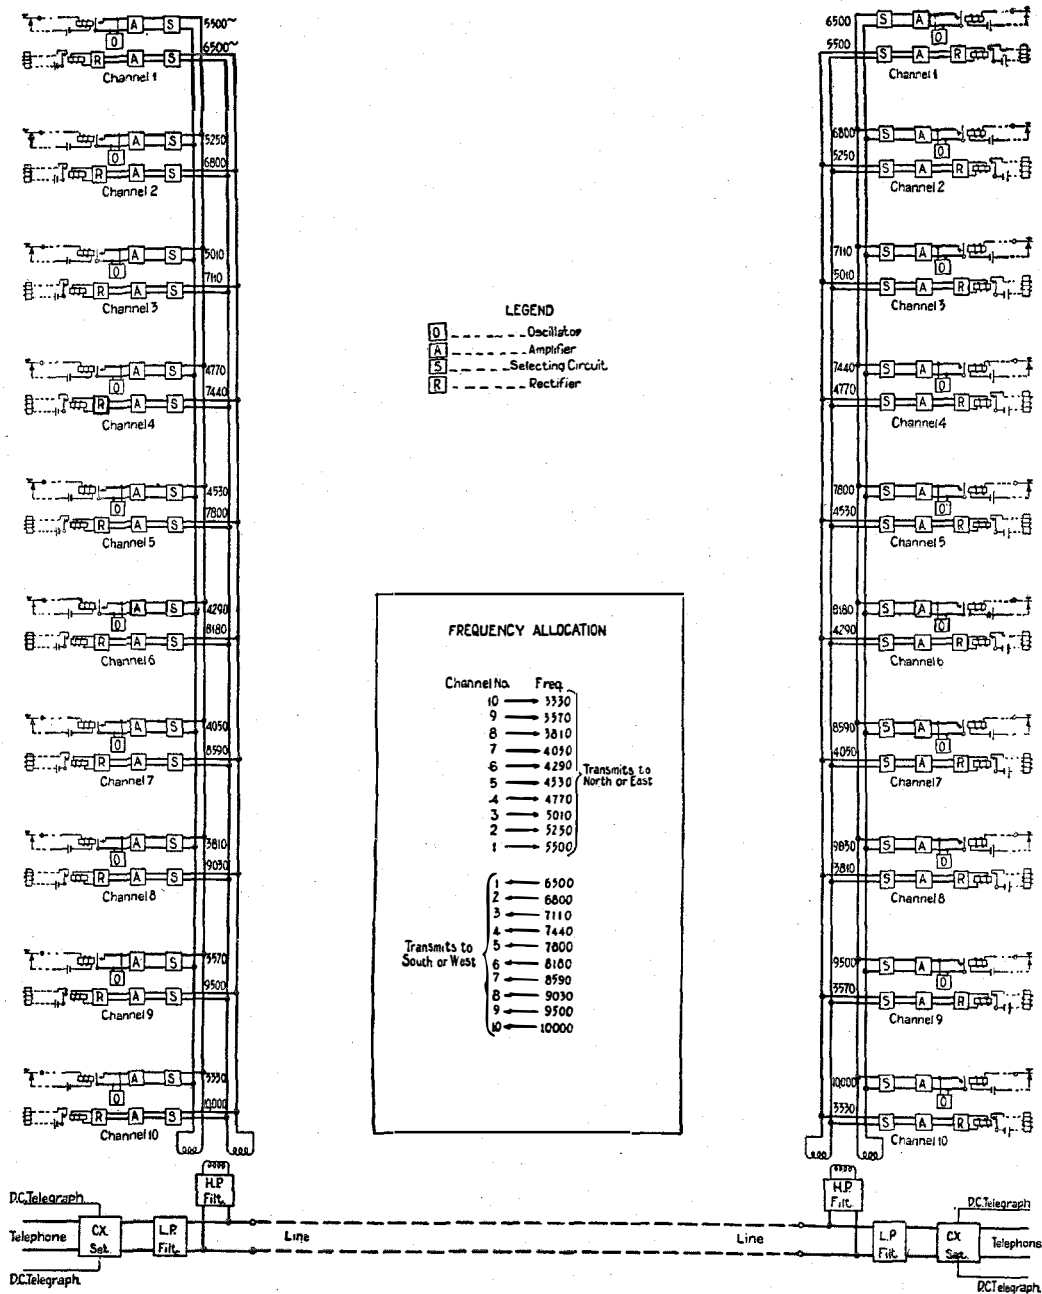 5500~
A S
O
6500~
R A S
Channel 1
5250
A S
O
6800
R A S
Channel 2
5010
A S
O
7110
R A S
Channel 3
4770
A S
O
7440
R A S
Channel 4
4530
A S
O
7800
R A S
Channel 5
4290
A S
O
8180
R A S
Channel 6
4050
A S
O
8590
R A S
Channel 7
3810
A S
O
9030
R A S
Channel 8
3570
A S
O
9500
R A S
Channel 9
3330
A S
O
10000
R A S
Channel 10
LEGEND
O Oscillator
A Amplifier
S Selecting Circuit
R Rectifier
FREQUENCY ALLOCATION
Channel No. Freq.
10 3330
9 3570
8 3810
7 4050
6 4290
5 4530
4 4770
3 5010
2 5250
1 5500
Transmits to
North or East
1 6500
2 6800
3 7110
4 7440
5 7800
6 8180
7 8590
8 9030
9 9500
10 10000
Transmits to
South or West
6500
S A
O
5500
S A R
Channel 1
6800
S A
O
5250
S A R
Channel 2
7110
S A
O
5010
S A R
Channel 3
7440
S A
O
4770
S A R
Channel 4
7800
S A
O
4530
S A R
Channel 5
8180
S A
O
4290
S A R
Channel 6
8590
S A
O
4050
S A R
Channel 7
9030
S A
O
3810
S A R
Channel 8
9500
S A
O
3570
S A R
Channel 9
10000
S A
O
3330
S A R
Channel 10
H.P.
Filt.
H.P.
Filt.
D.C. Telegraph
Telephone
D.C. Telegraph
CX
Set.
L.P.
Filt.
Line
Line
L.P.
Filt.
CX
Set.
D.C. Telegraph
Telephone
D.C. Telegraph